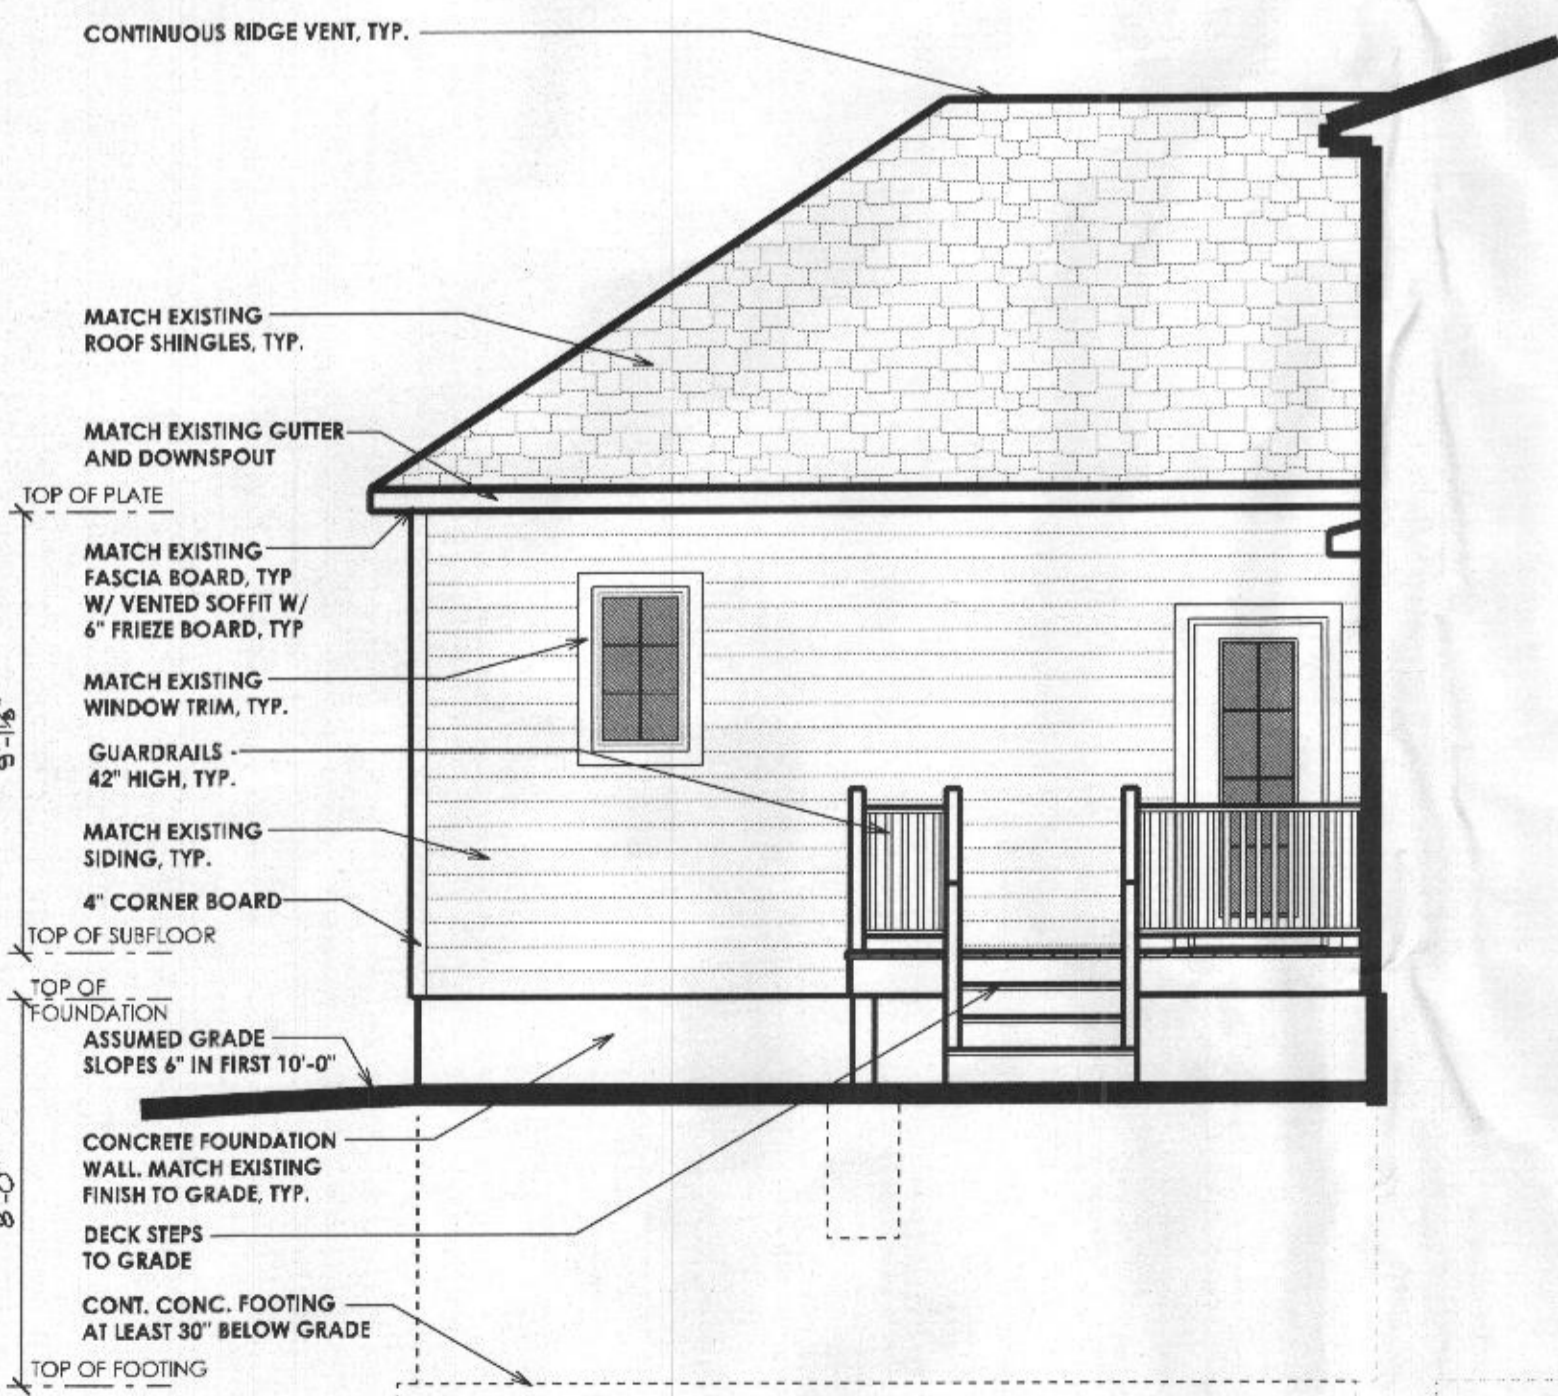 CONTINUOUS RIDGE VENT, TYP.
MATCH EXISTING
ROOF SHINGLES, TYP.
MATCH EXISTING GUTTER
AND DOWNSPOUT
TOP OF PLATE
MATCH EXISTING
FASCIA BOARD, TYP
W/ VENTED SOFFIT W/
6" FRIEZE BOARD, TYP
MATCH EXISTING
WINDOW TRIM, TYP.
GUARDRAILS -
42" HIGH, TYP.
MATCH EXISTING
SIDING, TYP.
4" CORNER BOARD
TOP OF SUBFLOOR
TOP OF
FOUNDATION
ASSUMED GRADE
SLOPES 6" IN FIRST 10'-0"
CONCRETE FOUNDATION
WALL. MATCH EXISTING
FINISH TO GRADE, TYP.
DECK STEPS
TO GRADE
CONT. CONC. FOOTING
AT LEAST 30" BELOW GRADE
TOP OF FOOTING